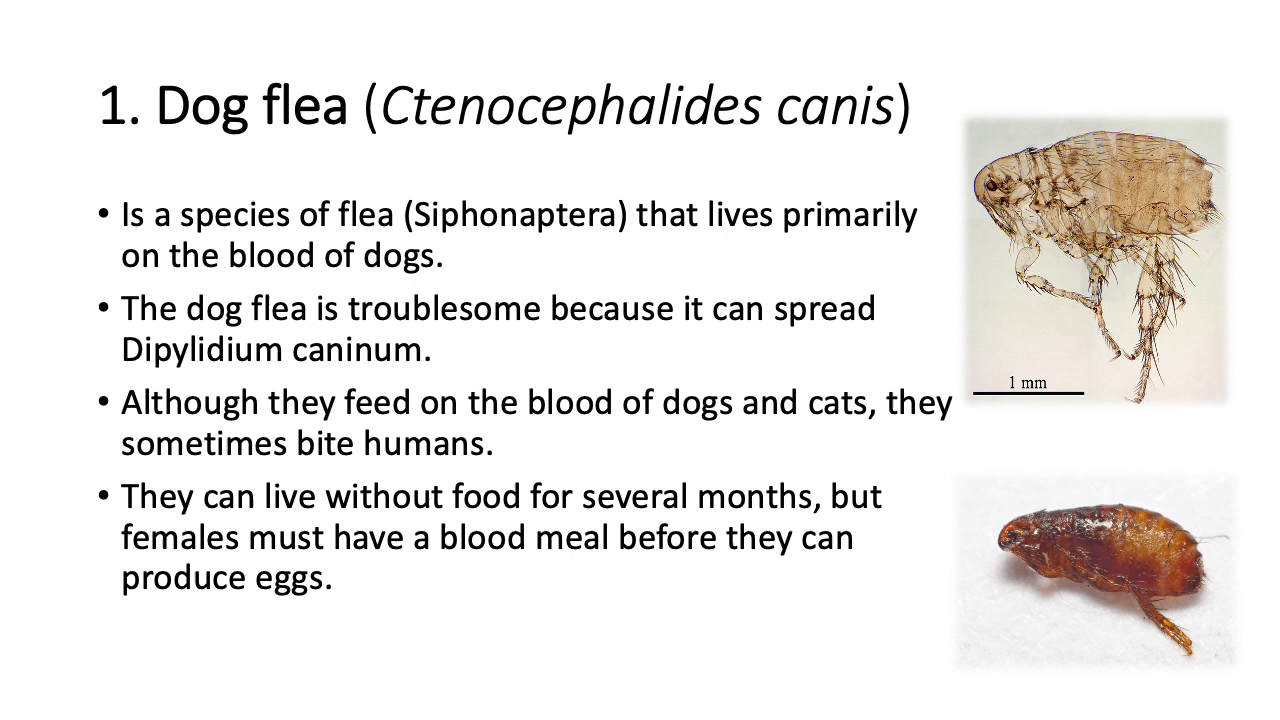 1. Dog flea (Ctenocephalides canis)
• Is a species of flea (Siphonaptera) that lives primarily
on the blood of dogs.
• The dog flea is troublesome because it can spread
Dipylidium caninum.
• Although they feed on the blood of dogs and cats, they
sometimes bite humans.
• They can live without food for several months, but
females must have a blood meal before they can
produce eggs.
1 mm